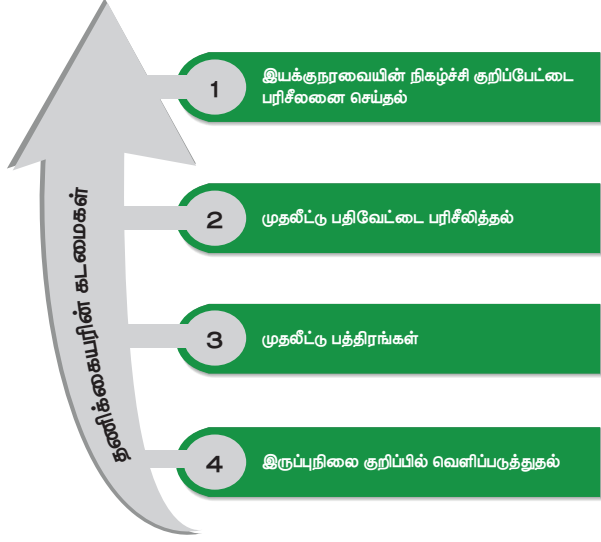 தணிக்கையரின் கடமைகள்
1
இயக்குநரவையின் நிகழ்ச்சி குறிப்பேட்டை
பரிசீலனை செய்தல்
2
முதலீட்டு பதிவேட்டை பரிசீலித்தல்
3
முதலீட்டு பத்திரங்கள்
4
இருப்புநிலை குறிப்பில் வெளிப்படுத்துதல்